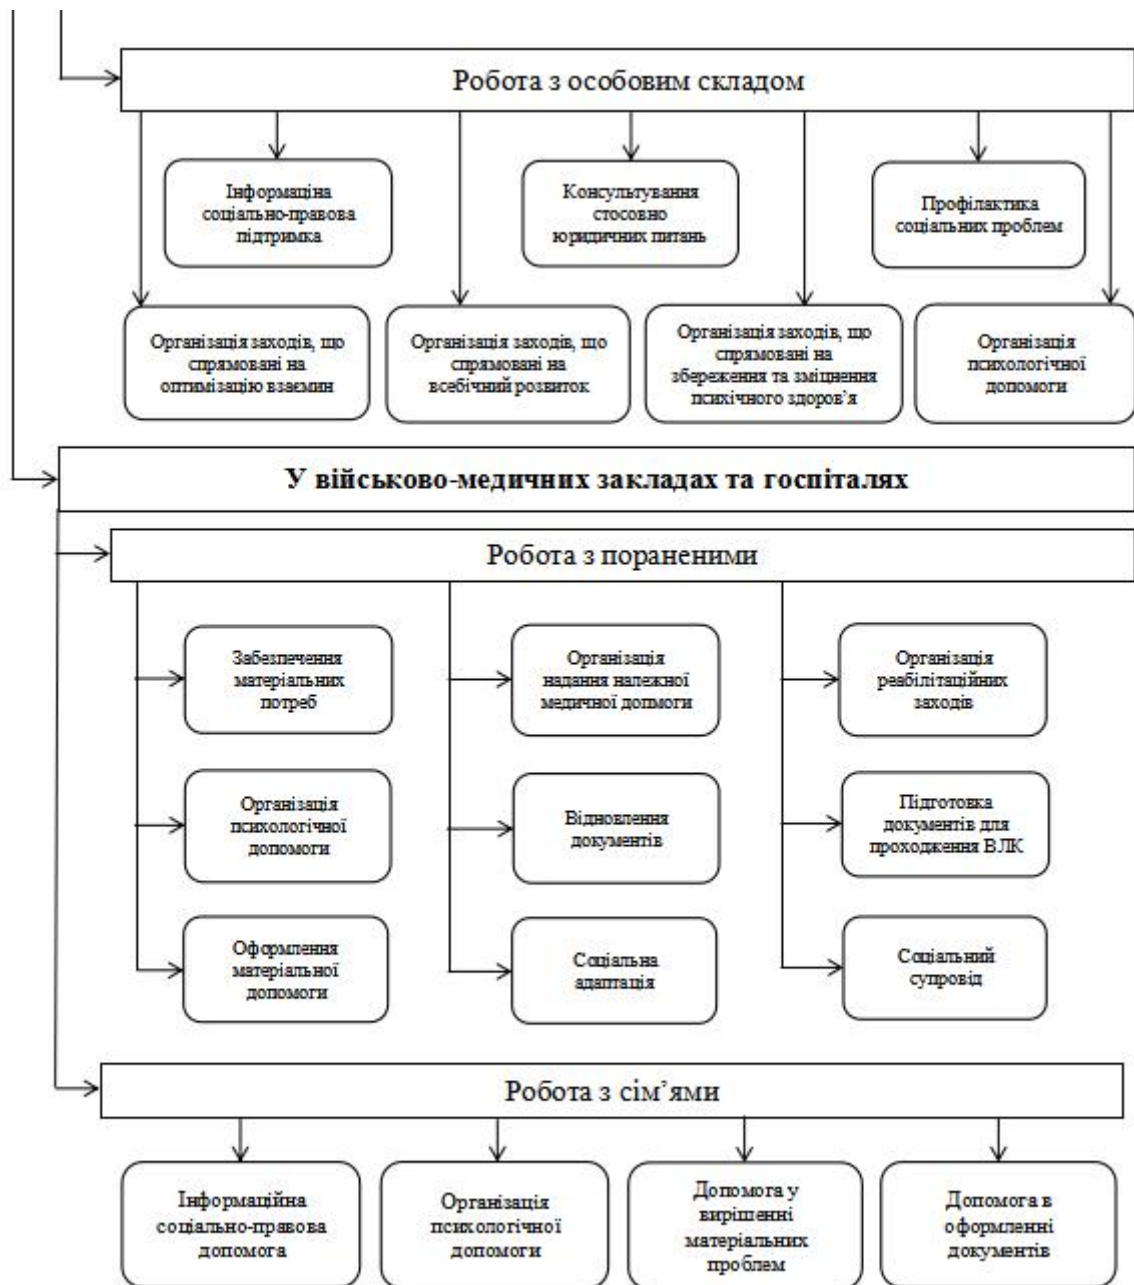 Робота з особовим складом
Інформаціна
соціально-правова
підтримка
Консультування
стосовно
юридичних питань
Профілактика
соціальних проблем
Організація заходів, що
спрямовані на
оптимізацію взаємин
Організація заходів, що
спрямовані на
всебічний розвиток
Організація заходів, що
спрямовані на
збереження та зміцнення
психічного здоров’я
Організація
психологічної
допомоги
У військово-медичних закладах та госпіталях
Робота з пораненими
Забезпечення
матеріальних
потреб
Організація
надання належної
медичної допмоги
Організація
реабілітаційних
заходів
Організація
психологічної
допомоги
Відновлення
документів
Підготовка
документів для
проходження ВЛК
Оформлення
матеріальної
допомоги
Соціальна
адаптація
Соціальний
супровід
Робота з сім’ями
Інформаційна
соціально-правова
допомога
Організація
психологічної
допомоги
Допомога у
вирішенні
матеріальних
проблем
Допомога в
оформленні
документів